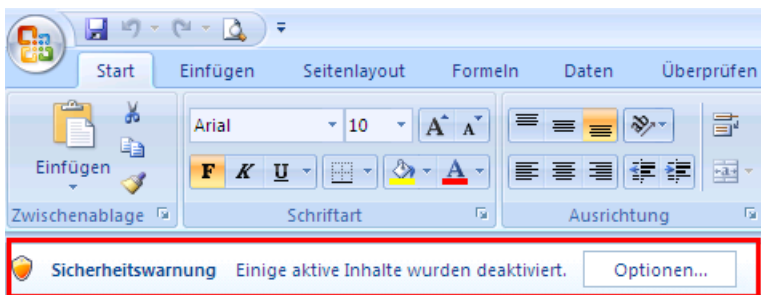 Start Einfügen Seitenlayout Formeln Daten Überprüfen
Arial 10 A A
Einfügen F K U A a
Zwischenablage Schriftart Ausrichtung
Sicherheitswarnung Einige aktive Inhalte wurden deaktiviert. Optionen...